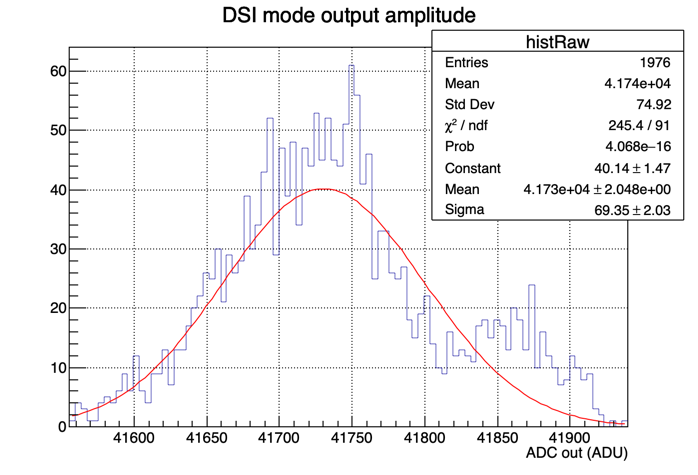 DSI mode output amplitude
histRaw
Entries 1976
Mean 4.174e+04
Std Dev 74.92
χ² / ndf 245.4 / 91
Prob 4.068e−16
Constant 40.14 ± 1.47
Mean 4.173e+04 ± 2.048e+00
Sigma 69.35 ± 2.03
60
50
40
30
20
10
0
41600 41650 41700 41750 41800 41850 41900
ADC out (ADU)